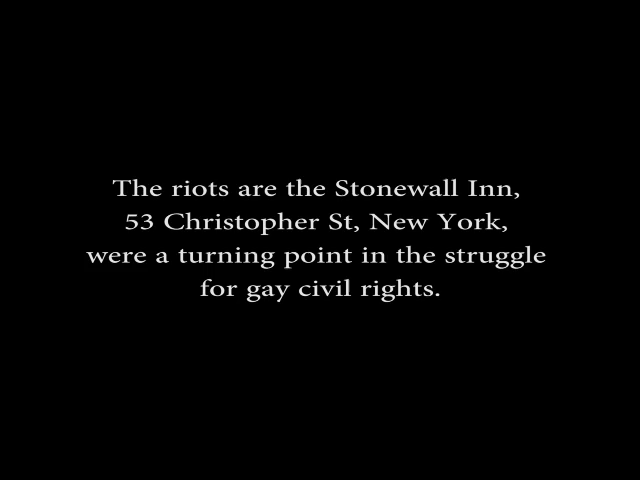 The riots are the Stonewall Inn,
53 Christopher St, New York,
were a turning point in the struggle
for gay civil rights.